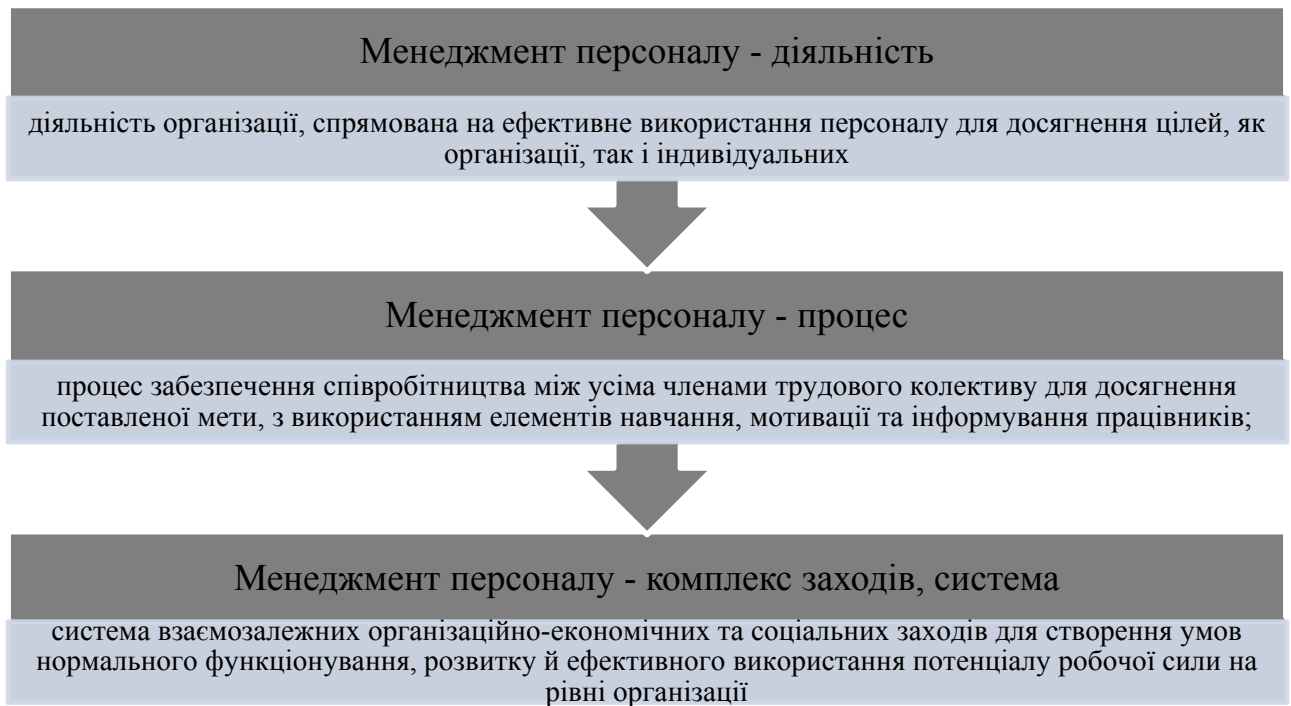 Менеджмент персоналу - діяльність
діяльність організації, спрямована на ефективне використання персоналу для досягнення цілей, як
організації, так і індивідуальних
Менеджмент персоналу - процес
процес забезпечення співробітництва між усіма членами трудового колективу для досягнення
поставленої мети, з використанням елементів навчання, мотивації та інформування працівників;
Менеджмент персоналу - комплекс заходів, система
система взаємозалежних організаційно-економічних та соціальних заходів для створення умов
нормального функціонування, розвитку й ефективного використання потенціалу робочої сили на
рівні організації